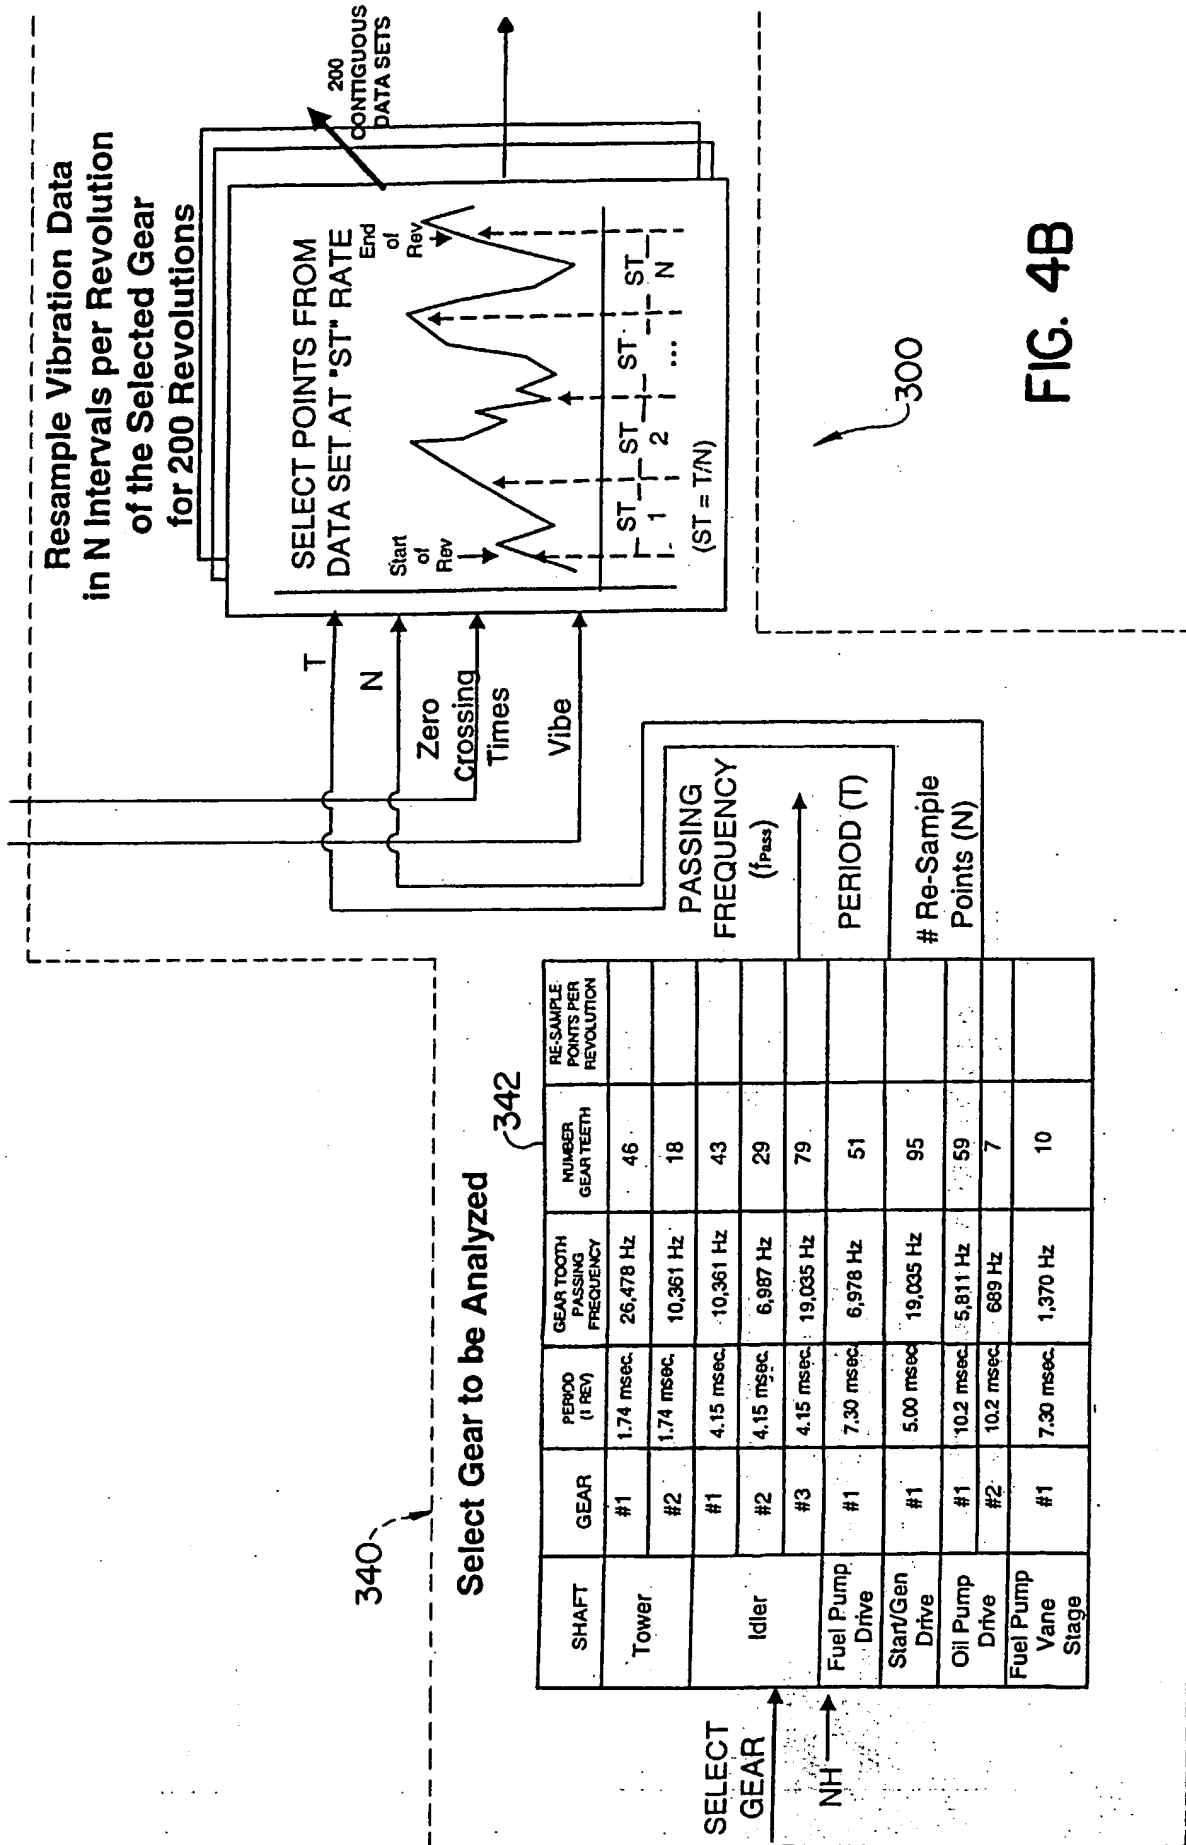 Resample Vibration Data
in N Intervals per Revolution
of the Selected Gear
for 200 Revolutions
200
CONTIGUOUS
DATA SETS
SELECT POINTS FROM
DATA SET AT "ST" RATE
Start
of
Rev
End
of
Rev
ST ST ST ST
1 2 ... N
(ST = T/N)
T
N
Zero
Crossing
Times
Vibe
340
Select Gear to be Analyzed
342
SHAFT GEAR PERIOD (1 REV) GEAR TOOTH PASSING FREQUENCY NUMBER GEAR TEETH RE-SAMPLE POINTS PER REVOLUTION
Tower #1 1.74 msec. 26,478 Hz 46
#2 1.74 msec. 10,361 Hz 18
Idler #1 4.15 msec. 10,361 Hz 43
#2 4.15 msec. 6,987 Hz 29
#3 4.15 msec. 19,035 Hz 79
Fuel Pump Drive #1 7.30 msec. 6,978 Hz 51
Start/Gen Drive #1 5.00 msec. 19,035 Hz 95
Oil Pump Drive #1 10.2 msec. 5,811 Hz 59
#2 10.2 msec. 689 Hz 7
Fuel Pump Vane Stage #1 7.30 msec. 1,370 Hz 10
SELECT
GEAR
NH
PASSING
FREQUENCY
(fPass)
PERIOD (T)
# Re-Sample
Points (N)
300
FIG. 4B